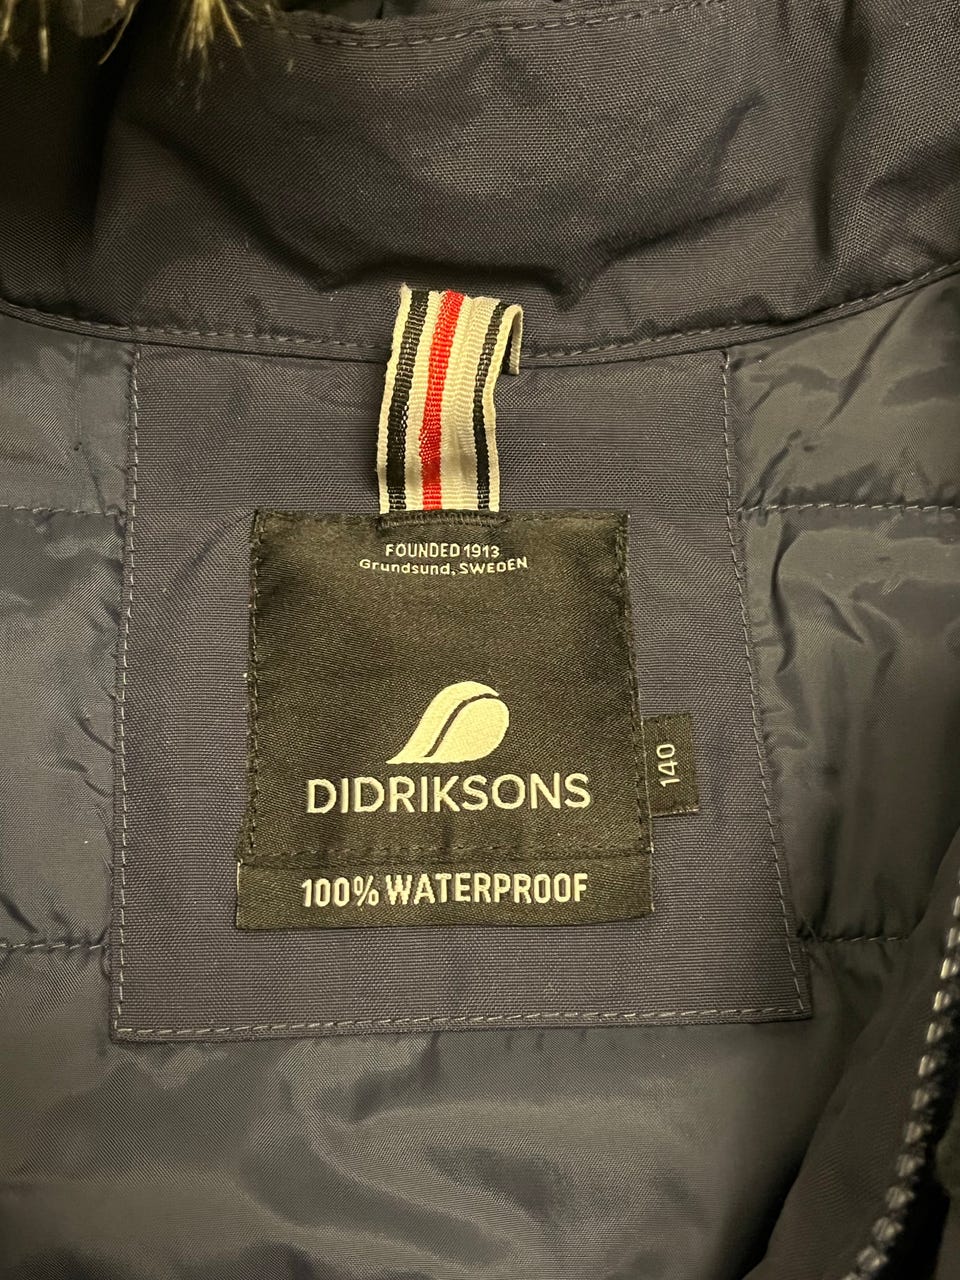 FOUNDED 1913
Grundsund, SWEDEN
DIDRIKSONS
140
100% WATERPROOF